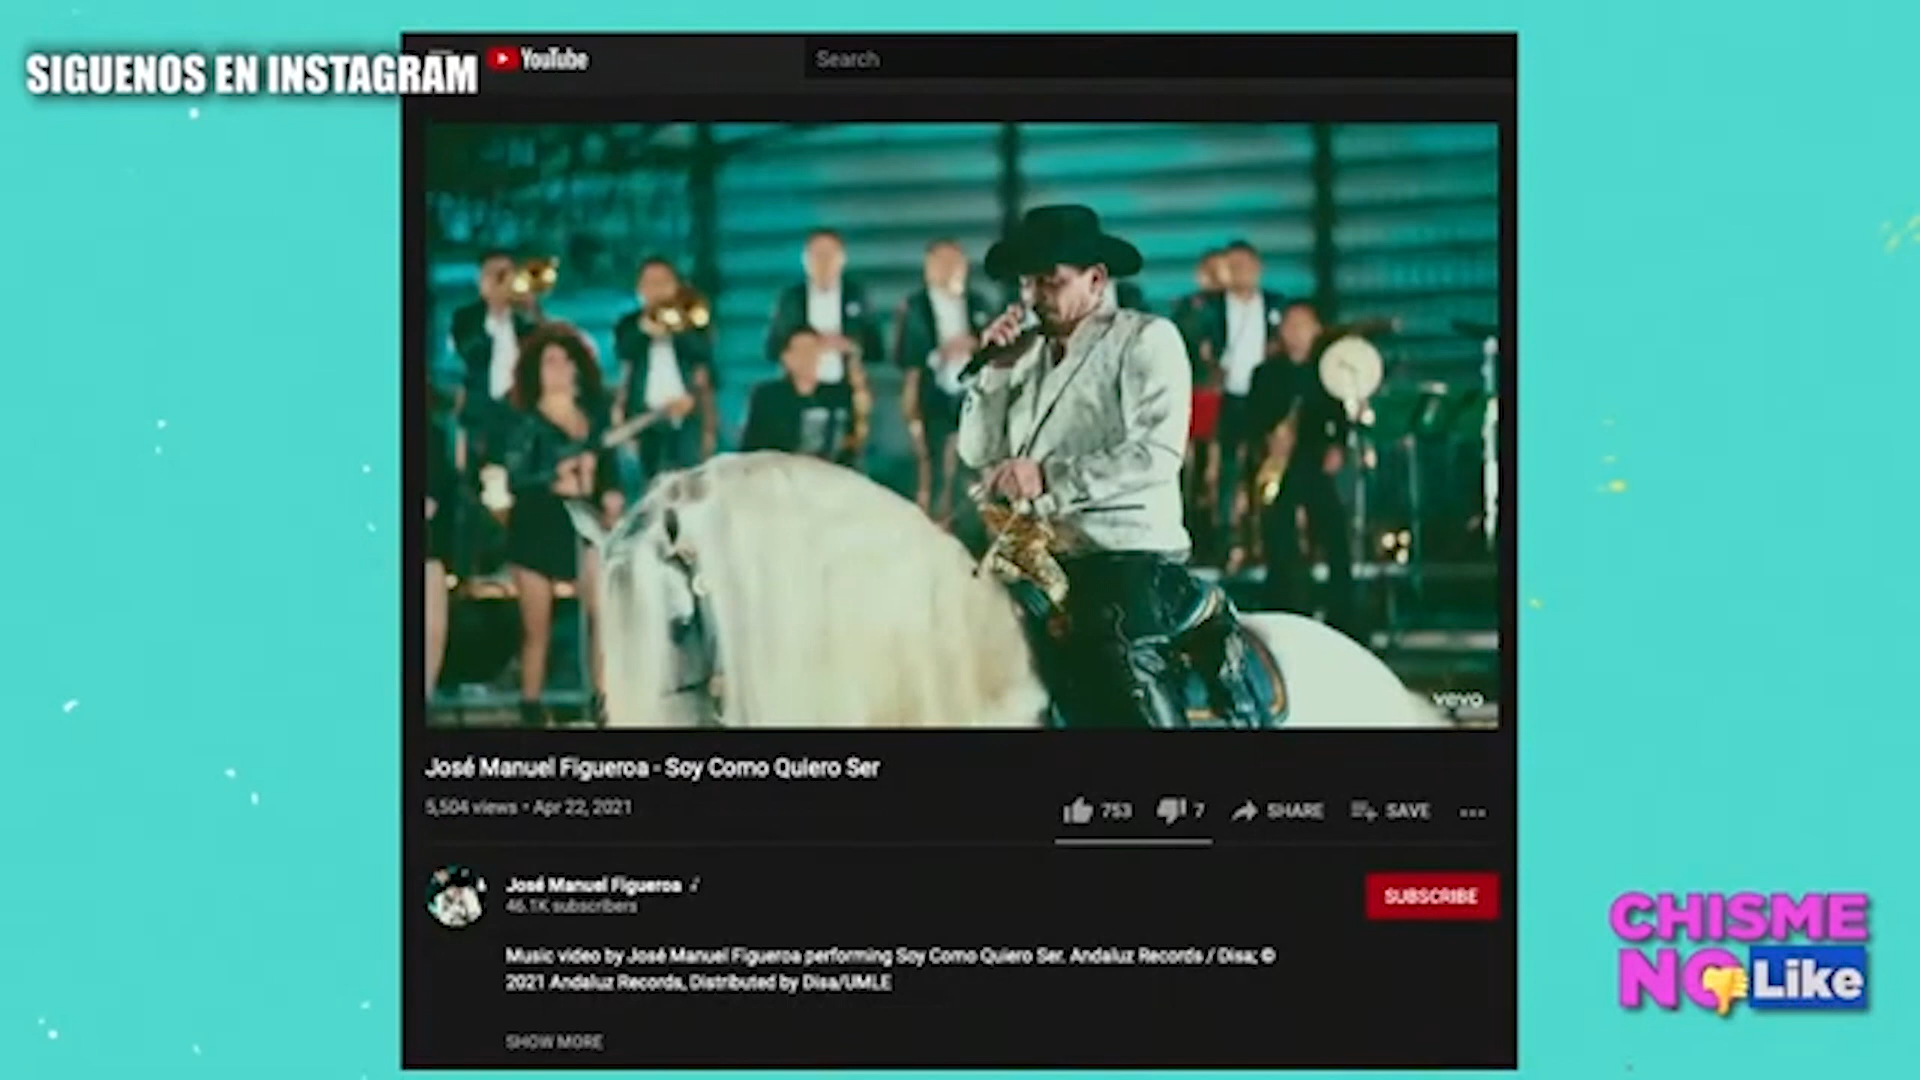 SIGUENOS EN INSTAGRAM
YouTube
Search
vevo
José Manuel Figueroa - Soy Como Quiero Ser
5,504 views • Apr 22, 2021
753
7
SHARE
SAVE
José Manuel Figueroa
46.1K subscribers
SUBSCRIBE
Music video by José Manuel Figueroa performing Soy Como Quiero Ser. Andaluz Records / Disa; ©
2021 Andaluz Records, Distributed by Disa/UMLE
SHOW MORE
CHISME
NO Like